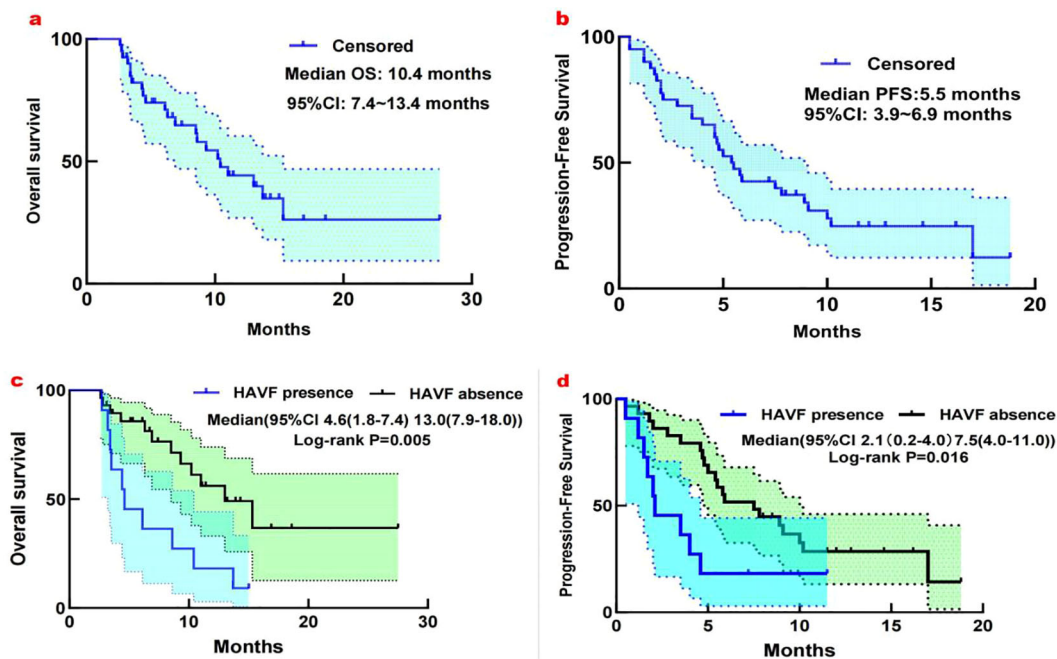 a
100
50
0
0 10 20 30
Overall survival
Months
Censored
Median OS: 10.4 months
95%CI: 7.4~13.4 months
b
100
50
0
0 5 10 15 20
Progression-Free Survival
Months
Censored
Median PFS:5.5 months
95%CI: 3.9~6.9 months
c
100
50
0
0 10 20 30
Overall survival
Months
HAVF presence HAVF absence
Median(95%CI 4.6(1.8-7.4) 13.0(7.9-18.0))
Log-rank P=0.005
d
100
50
0
0 5 10 15 20
Progression-Free Survival
Months
HAVF presence HAVF absence
Median(95%CI 2.1(0.2-4.0)7.5(4.0-11.0))
Log-rank P=0.016